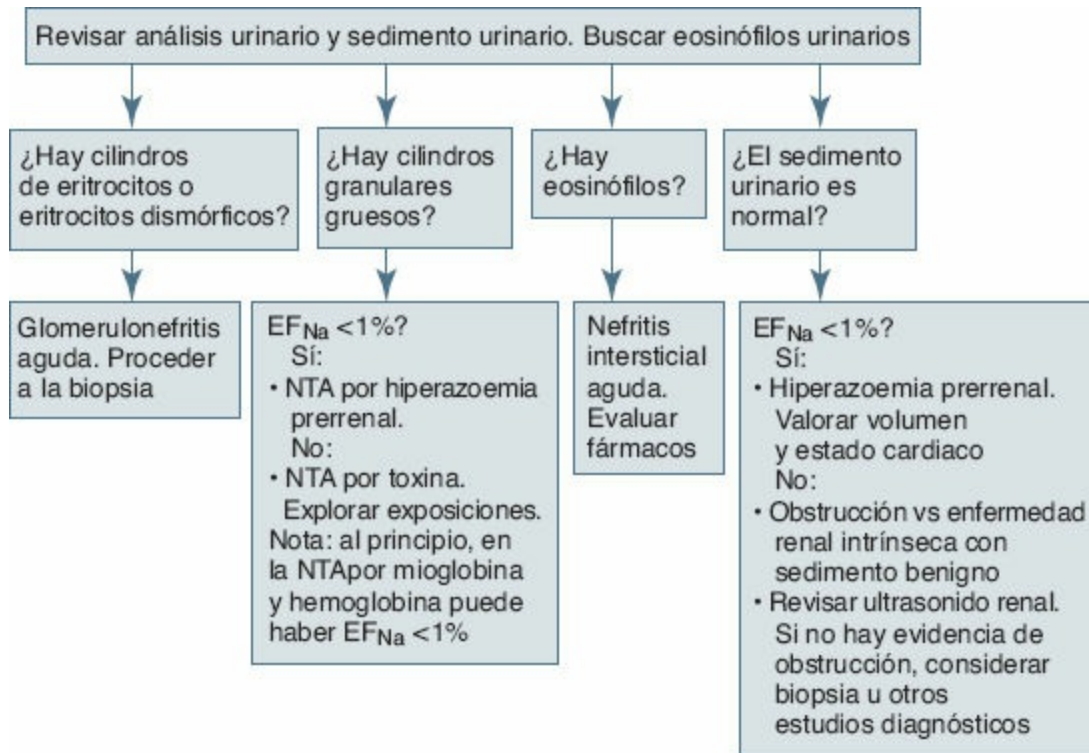 Revisar análisis urinario y sedimento urinario. Buscar eosinófilos urinarios
¿Hay cilindros
de eritrocitos o
eritrocitos dismórficos?
¿Hay cilindros
granulares
gruesos?
¿Hay
eosinófilos?
¿El sedimento
urinario es
normal?
Glomerulonefritis
aguda. Proceder
a la biopsia
EFNa <1%?
Sí:
• NTA por hiperazoemia
prerrenal.
No:
• NTA por toxina.
Explorar exposiciones.
Nota: al principio, en
la NTApor mioglobina
y hemoglobina puede
haber EFNa <1%
Nefritis
intersticial
aguda.
Evaluar
fármacos
EFNa <1%?
Sí:
• Hiperazoemia prerrenal.
Valorar volumen
y estado cardiaco
No:
• Obstrucción vs enfermedad
renal intrínseca con
sedimento benigno
• Revisar ultrasonido renal.
Si no hay evidencia de
obstrucción, considerar
biopsia u otros
estudios diagnósticos